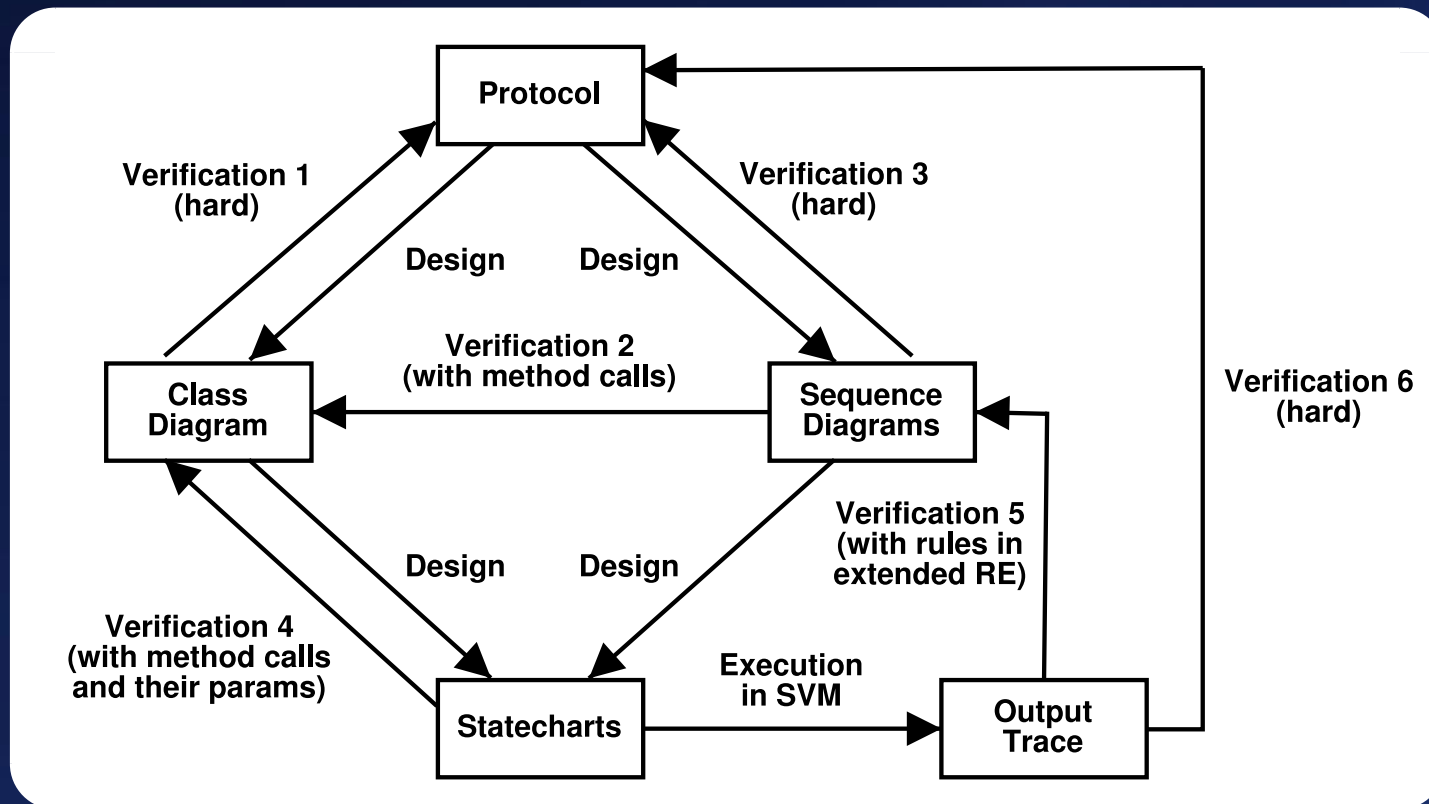 Protocol
Verification 1
(hard)
Verification 3
(hard)
Design
Design
Verification 2
(with method calls)
Class
Diagram
Sequence
Diagrams
Verification 6
(hard)
Verification 5
(with rules in
extended RE)
Design
Design
Verification 4
(with method calls
and their params)
Execution
in SVM
Statecharts
Output
Trace